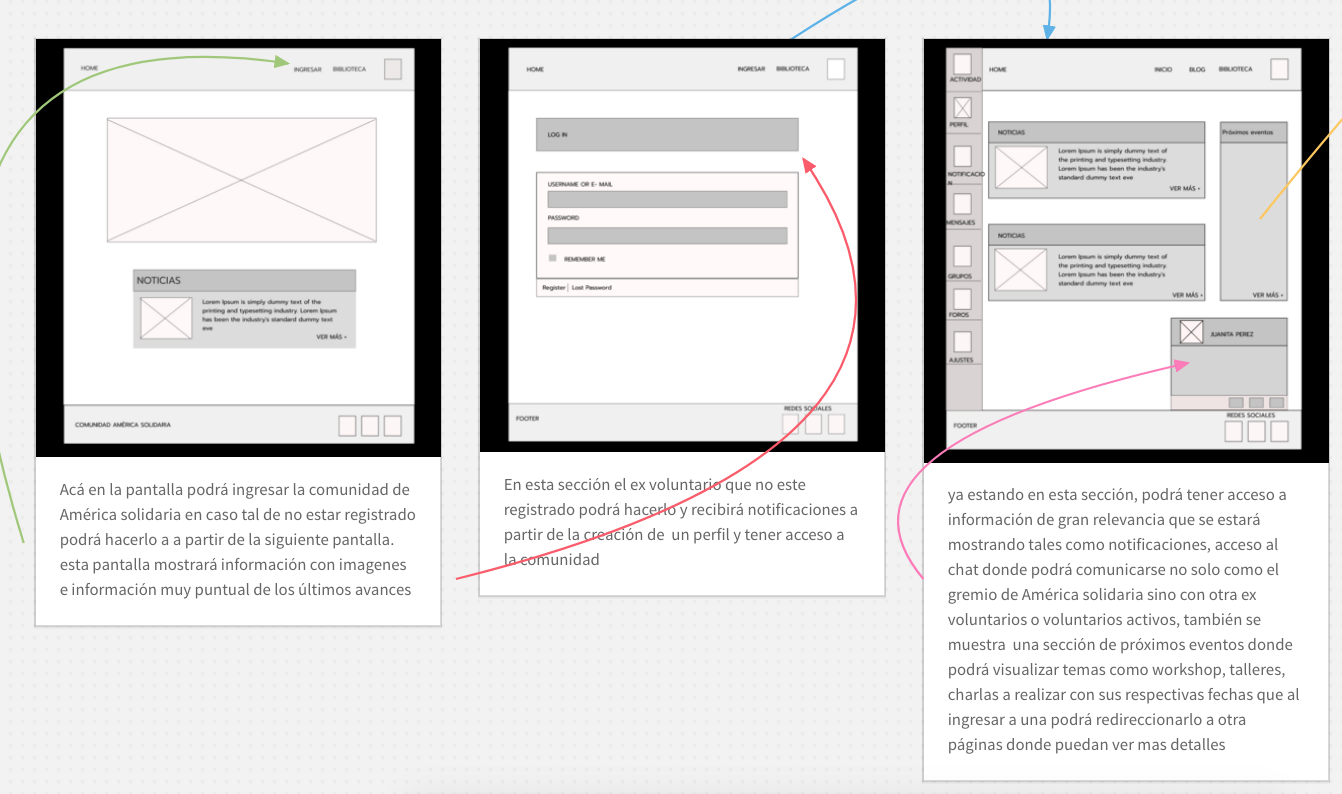 HOME
INGRESAR
BIBLIOTECA
NOTICIAS
Lorem Ipsum is simply dummy text of the
printing and typesetting industry. Lorem Ipsum
has been the industry's standard dummy text
eve
VER MÁS +
COMUNIDAD AMÉRICA SOLIDARIA
Acá en la pantalla podrá ingresar la comunidad de
América solidaria en caso tal de no estar registrado
podrá hacerlo a a partir de la siguiente pantalla.
esta pantalla mostrará información con imagenes
e información muy puntual de los últimos avances
HOME
INGRESAR
BIBLIOTECA
LOG IN
USERNAME OR E- MAIL
PASSWORD
REMEMBER ME
Register | Lost Password
REDES SOCIALES
FOOTER
En esta sección el ex voluntario que no este
registrado podrá hacerlo y recibirá notificaciones a
partir de la creación de  un perfil y tener acceso a
la comunidad
ACTIVIDAD
PERFIL
NOTIFICACIO
N
MENSAJES
GRUPOS
FOROS
AJUSTES
HOME
INICIO
BLOG
BIBLIOTECA
NOTICIAS
Lorem Ipsum is simply dummy text of
the printing and typesetting industry.
Lorem Ipsum has been the industry's
standard dummy text eve
VER MÁS +
NOTICIAS
Lorem Ipsum is simply dummy text of
the printing and typesetting industry.
Lorem Ipsum has been the industry's
standard dummy text eve
VER MÁS +
Próximos eventos
VER MÁS +
JUANITA PEREZ
REDES SOCIALES
FOOTER
ya estando en esta sección, podrá tener acceso a
información de gran relevancia que se estará
mostrando tales como notificaciones, acceso al
chat donde podrá comunicarse no solo como el
gremio de América solidaria sino con otra ex
voluntarios o voluntarios activos, también se
muestra  una sección de próximos eventos donde
podrá visualizar temas como workshop, talleres,
charlas a realizar con sus respectivas fechas que al
ingresar a una podrá redireccionarlo a otra
páginas donde puedan ver mas detalles